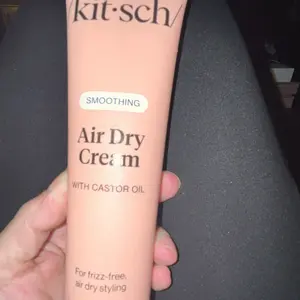 /kit·sch/
SMOOTHING
Air Dry
Cream
WITH CASTOR OIL
For frizz-free,
air dry styling